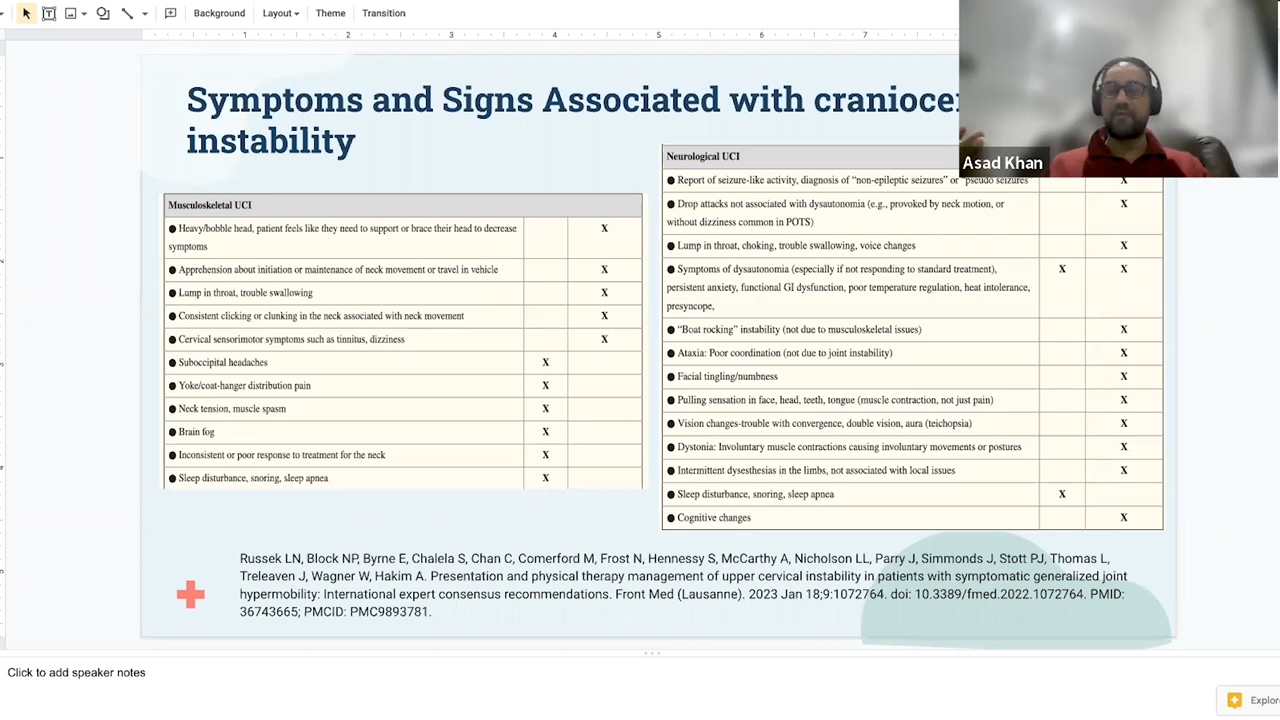 Background Layout Theme Transition
1 2 3 4 5 6 7
Symptoms and Signs Associated with craniocer
instability
Asad Khan
Musculoskeletal UCI
● Heavy/bobble head, patient feels like they need to support or brace their head to decrease X
symptoms
● Apprehension about initiation or maintenance of neck movement or travel in vehicle X
● Lump in throat, trouble swallowing X
● Consistent clicking or clunking in the neck associated with neck movement X
● Cervical sensorimotor symptoms such as tinnitus, dizziness X
● Suboccipital headaches X
● Yoke/coat-hanger distribution pain X
● Neck tension, muscle spasm X
● Brain fog X
● Inconsistent or poor response to treatment for the neck X
● Sleep disturbance, snoring, sleep apnea X
Neurological UCI
● Report of seizure-like activity, diagnosis of “non-epileptic seizures” or “pseudo seizures X
● Drop attacks not associated with dysautonomia (e.g., provoked by neck motion, or X
without dizziness common in POTS)
● Lump in throat, choking, trouble swallowing, voice changes X
● Symptoms of dysautonomia (especially if not responding to standard treatment), X X
persistent anxiety, functional GI dysfunction, poor temperature regulation, heat intolerance,
presyncope,
● “Boat rocking” instability (not due to musculoskeletal issues) X
● Ataxia: Poor coordination (not due to joint instability) X
● Facial tingling/numbness X
● Pulling sensation in face, head, teeth, tongue (muscle contraction, not just pain) X
● Vision changes-trouble with convergence, double vision, aura (teichopsia) X
● Dystonia: Involuntary muscle contractions causing involuntary movements or postures X
● Intermittent dysesthesias in the limbs, not associated with local issues X
● Sleep disturbance, snoring, sleep apnea X
● Cognitive changes X
Russek LN, Block NP, Byrne E, Chalela S, Chan C, Comerford M, Frost N, Hennessy S, McCarthy A, Nicholson LL, Parry J, Simmonds J, Stott PJ, Thomas L,
Treleaven J, Wagner W, Hakim A. Presentation and physical therapy management of upper cervical instability in patients with symptomatic generalized joint
hypermobility: International expert consensus recommendations. Front Med (Lausanne). 2023 Jan 18;9:1072764. doi: 10.3389/fmed.2022.1072764. PMID:
36743665; PMCID: PMC9893781.
Click to add speaker notes
Explore